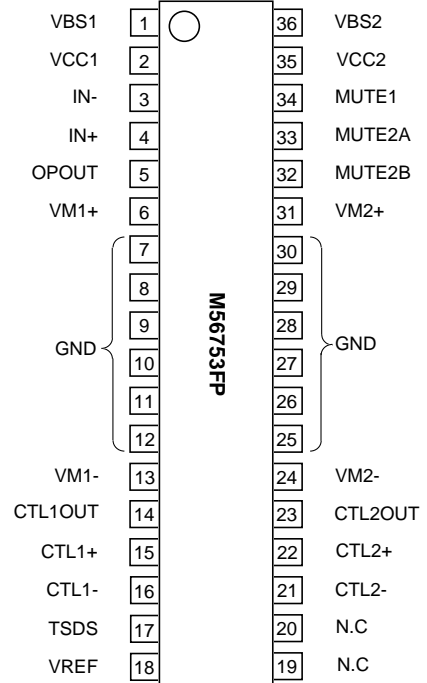 VBS1 1 36 VBS2
VCC1 2 35 VCC2
IN- 3 34 MUTE1
IN+ 4 33 MUTE2A
OPOUT 5 32 MUTE2B
VM1+ 6 31 VM2+
7 30
8 29
9 28
GND 10 27 GND
11 26
12 25
M56753FP
VM1- 13 24 VM2-
CTL1OUT 14 23 CTL2OUT
CTL1+ 15 22 CTL2+
CTL1- 16 21 CTL2-
TSDS 17 20 N.C
VREF 18 19 N.C